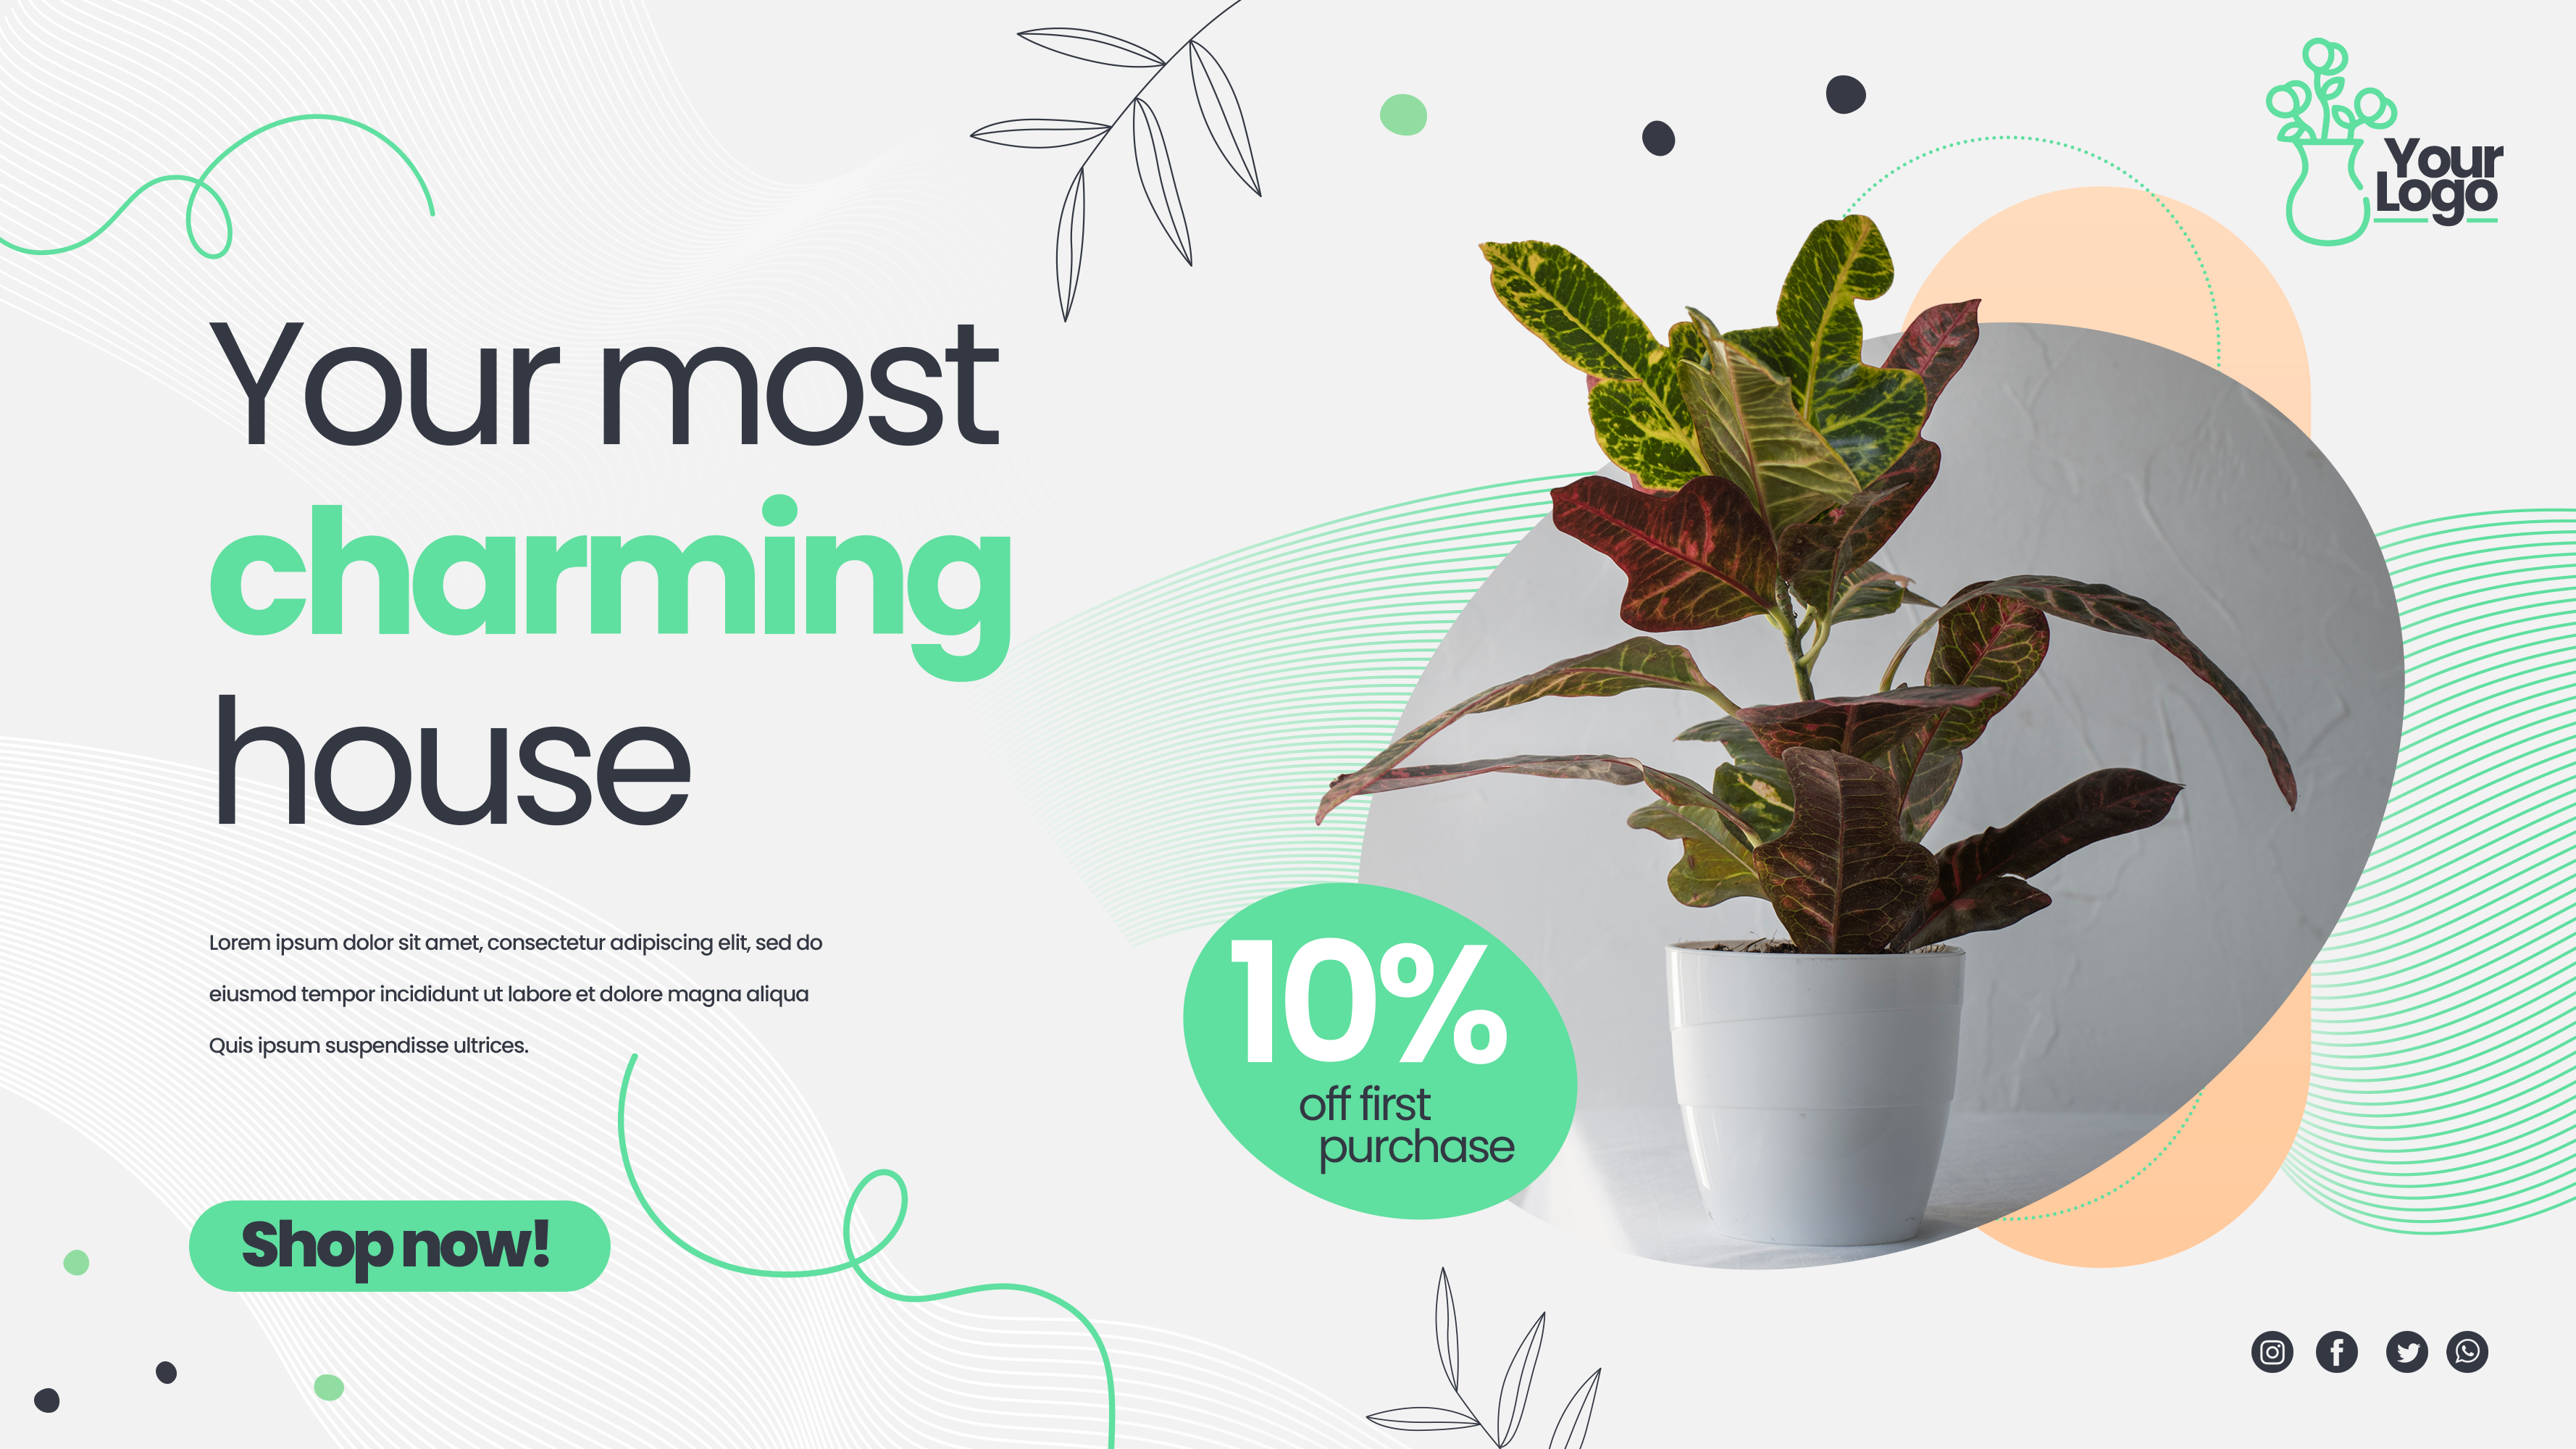 Your
Logo
Your most
charming
house
Lorem ipsum dolor sit amet, consectetur adipiscing elit, sed do
eiusmod tempor incididunt ut labore et dolore magna aliqua
Quis ipsum suspendisse ultrices.
10%
off first
purchase
Shop now!